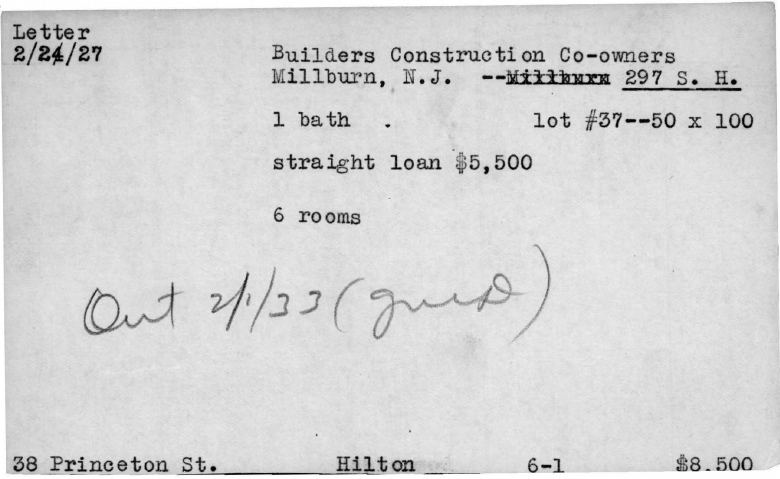 Letter
2/24/27
Builders Construction Co-owners
Millburn, N.J. --Millburn 297 S. H.
1 bath . lot #37--50 x 100
straight loan $5,500
6 rooms
Out 2/1/33 ( )
38 Princeton St. Hilton 6-1 $8,500